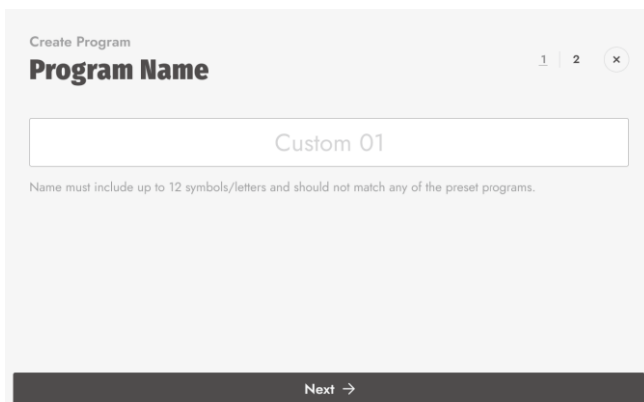 Create Program
Program Name
1 2 ×
Custom 01
Name must include up to 12 symbols/letters and should not match any of the preset programs.
Next →